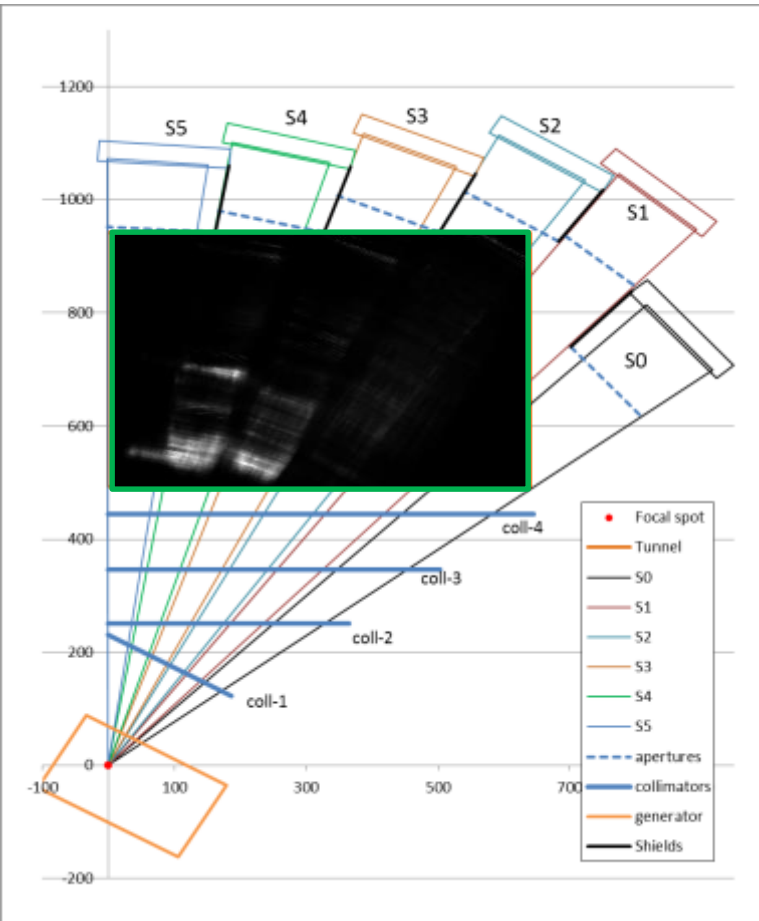 1200
S5
S4
S3
S2
1000
S1
800
S0
600
400
coll-4
coll-3
coll-2
200
coll-1
0
-100
100
300
500
700
-200
Focal spot
Tunnel
S0
S1
S2
S3
S4
S5
apertures
collimators
generator
Shields